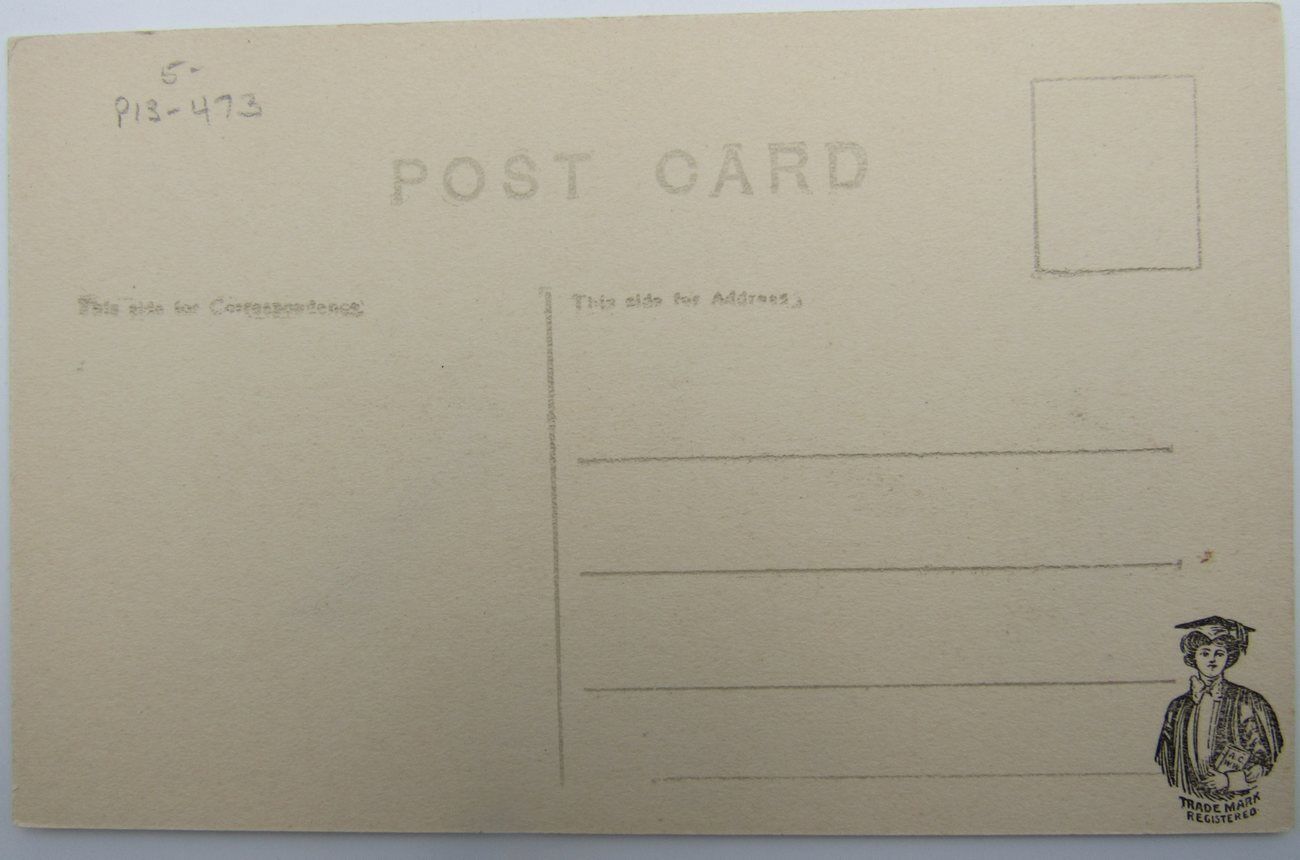 5-
P13-473
POST CARD
This side for Correspondence.
This side for Address.
TRADE MARK
REGISTERED